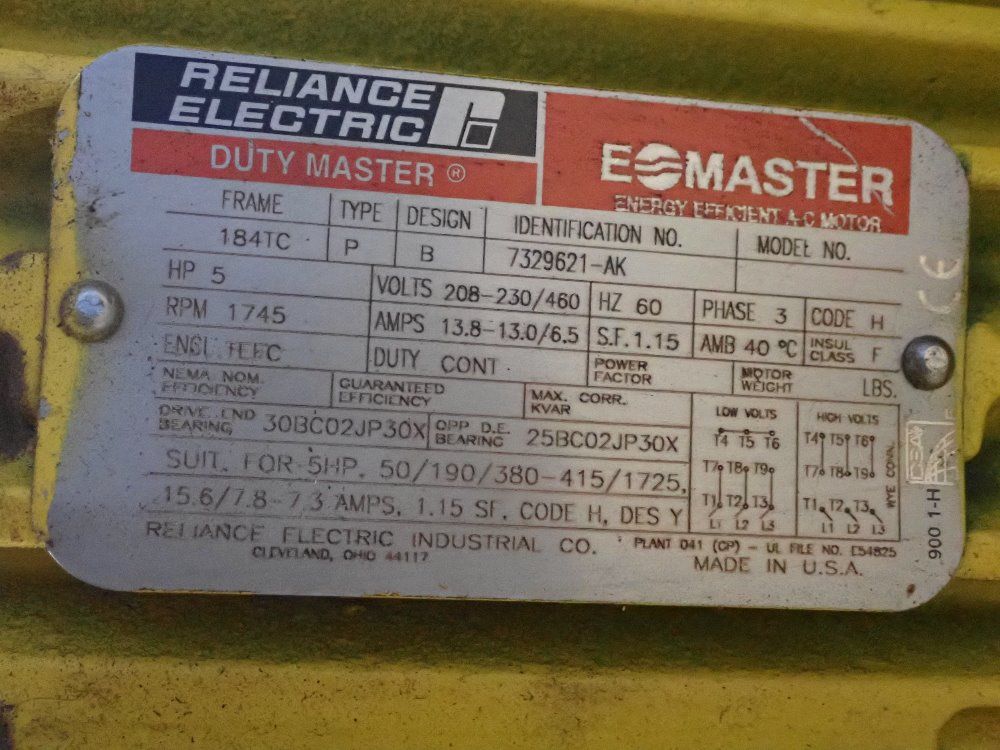 RELIANCE
ELECTRIC
DUTY MASTER ®
MASTER
ENERGY EFFICIENT A-C MOTOR
FRAME TYPE DESIGN IDENTIFICATION NO. MODEL NO.
184TC P B 7329621-AK
HP 5 VOLTS 208-230/460 HZ 60 PHASE 3 CODE H
RPM 1745 AMPS 13.8-13.0/6.5 S.F. 1.15 AMB 40 °C INSUL CLASS F
ENCL TEFC DUTY CONT POWER FACTOR MOTOR WEIGHT LBS.
NEMA NOM. EFFICIENCY GUARANTEED EFFICIENCY MAX. CORR. KVAR
DRIVE END BEARING 30BC02JP30X OPP D.E. BEARING 25BC02JP30X
LOW VOLTS HIGH VOLTS
T4 T5 T6 T4 T5 T6
T7 T8 T9 T7 T8 T9
T1 T2 T3 T1 T2 T3
L1 L2 L3 L1 L2 L3
WYE CONN.
SUIT. FOR 5HP. 50/190/380-415/1725,
15.6/7.8-7.3 AMPS, 1.15 SF. CODE H, DES Y
RELIANCE ELECTRIC INDUSTRIAL CO. PLANT 041 (CP) - UL FILE NO. E54825
CLEVELAND, OHIO 44117 MADE IN U.S.A.
CE
900 1-H